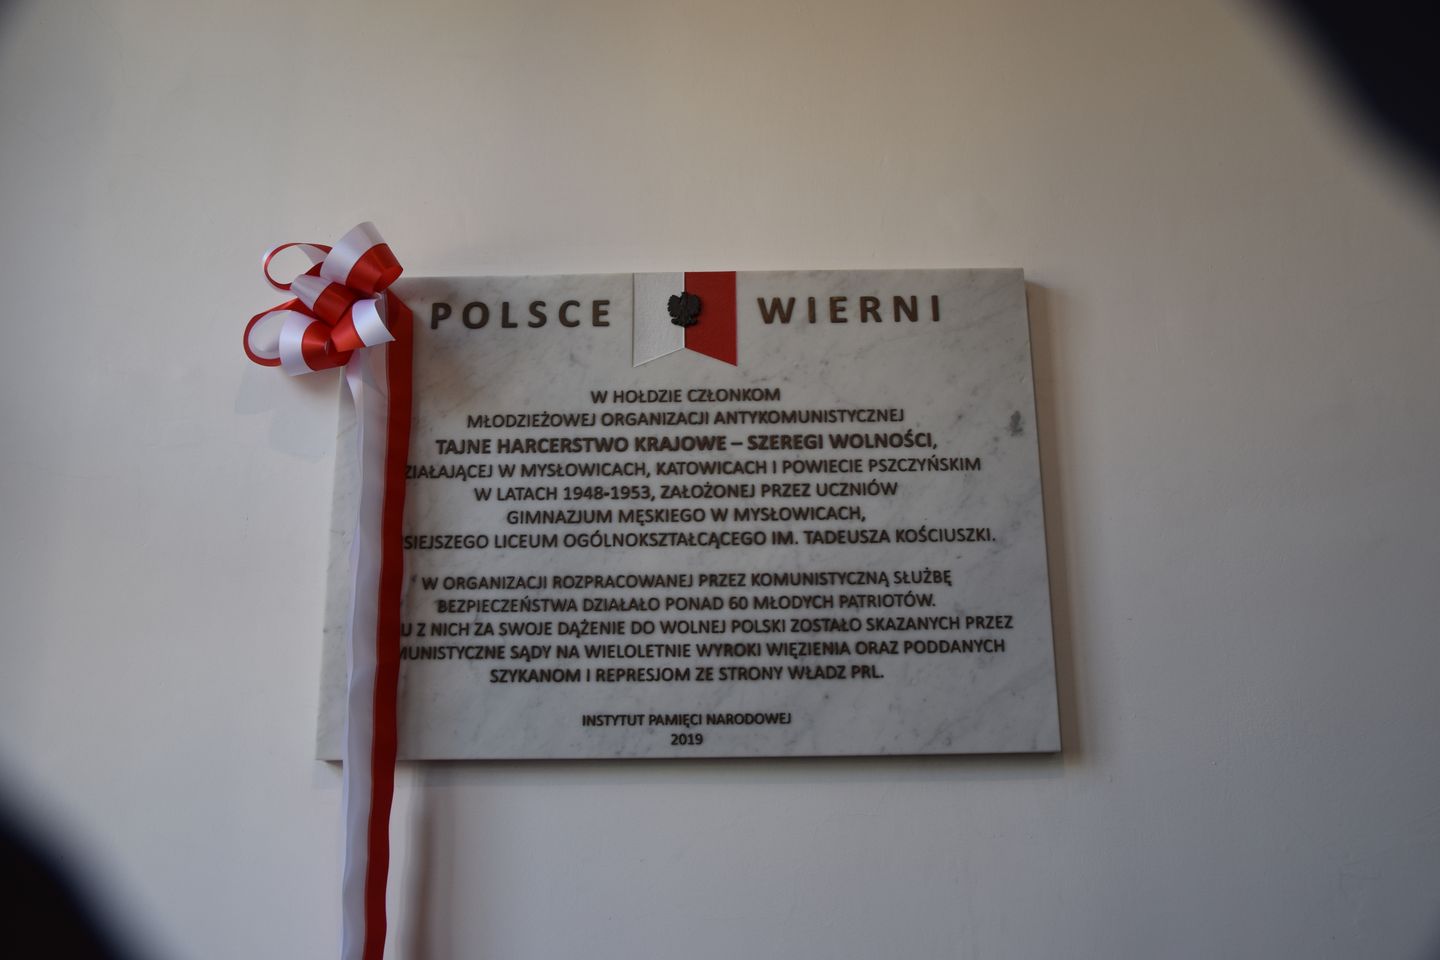 POLSCE WIERNI
W HOŁDZIE CZŁONKOM
MŁODZIEŻOWEJ ORGANIZACJI ANTYKOMUNISTYCZNEJ
TAJNE HARCERSTWO KRAJOWE – SZEREGI WOLNOŚCI,
ZIAŁAJĄCEJ W MYSŁOWICACH, KATOWICACH I POWIECIE PSZCZYŃSKIM
W LATACH 1948-1953, ZAŁOŻONEJ PRZEZ UCZNIÓW
GIMNAZJUM MĘSKIEGO W MYSŁOWICACH,
SIEJSZEGO LICEUM OGÓLNOKSZTAŁCĄCEGO IM. TADEUSZA KOŚCIUSZKI.
W ORGANIZACJI ROZPRACOWANEJ PRZEZ KOMUNISTYCZNĄ SŁUŻBĘ
BEZPIECZEŃSTWA DZIAŁAŁO PONAD 60 MŁODYCH PATRIOTÓW.
U Z NICH ZA SWOJE DĄŻENIE DO WOLNEJ POLSKI ZOSTAŁO SKAZANYCH PRZEZ
MUNISTYCZNE SĄDY NA WIELOLETNIE WYROKI WIĘZIENIA ORAZ PODDANYCH
SZYKANOM I REPRESJOM ZE STRONY WŁADZ PRL.
INSTYTUT PAMIĘCI NARODOWEJ
2019